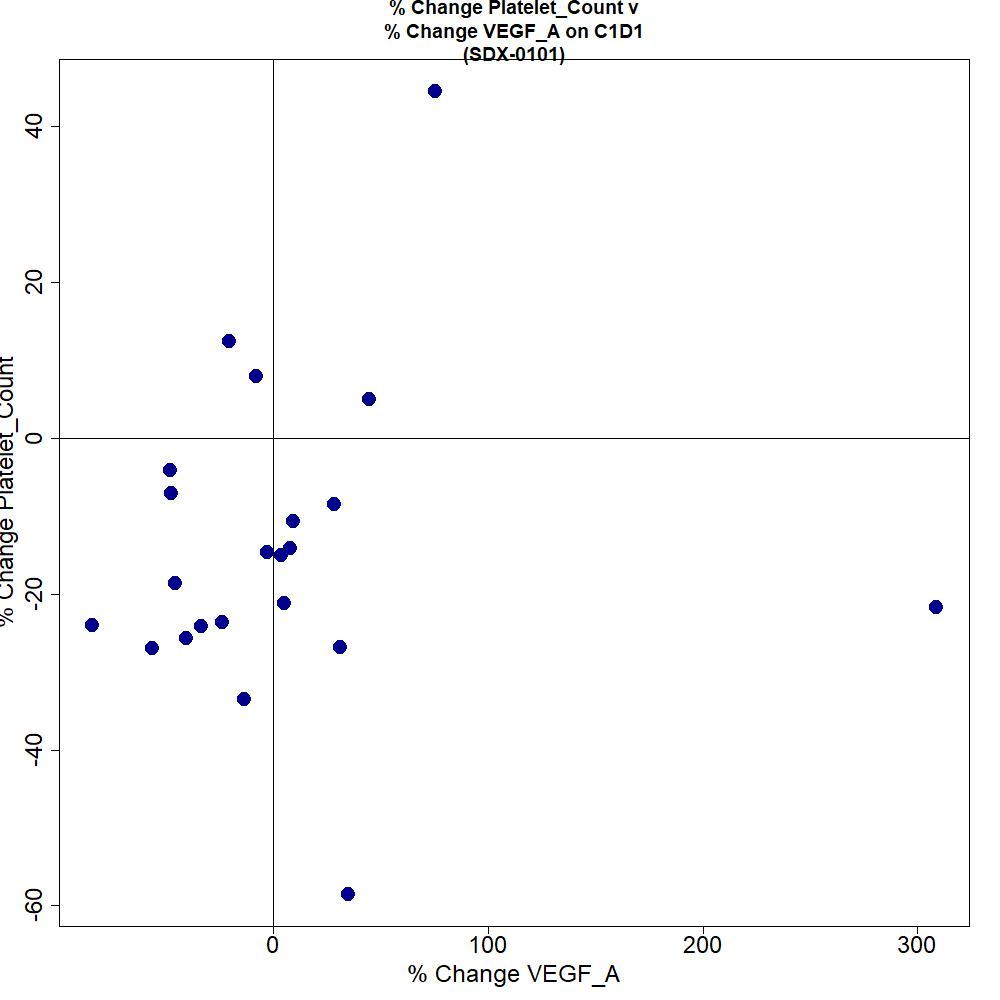 % Change Platelet_Count v
% Change VEGF_A on C1D1
(SDX-0101)
% Change Platelet_Count
40
20
0
-20
-40
-60
0 100 200 300
% Change VEGF_A